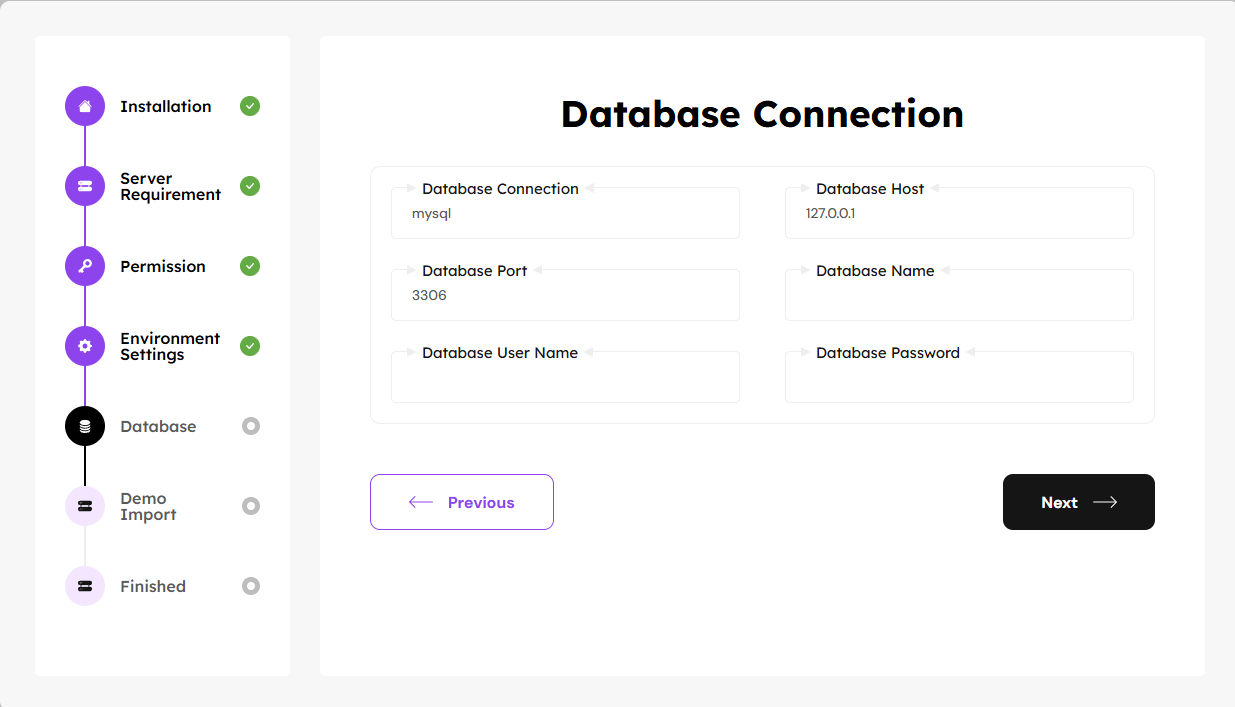 Installation
Server
Requirement
Permission
Environment
Settings
Database
Demo
Import
Finished
Database Connection
Database Connection
mysql
Database Host
127.0.0.1
Database Port
3306
Database Name
Database User Name
Database Password
Previous
Next